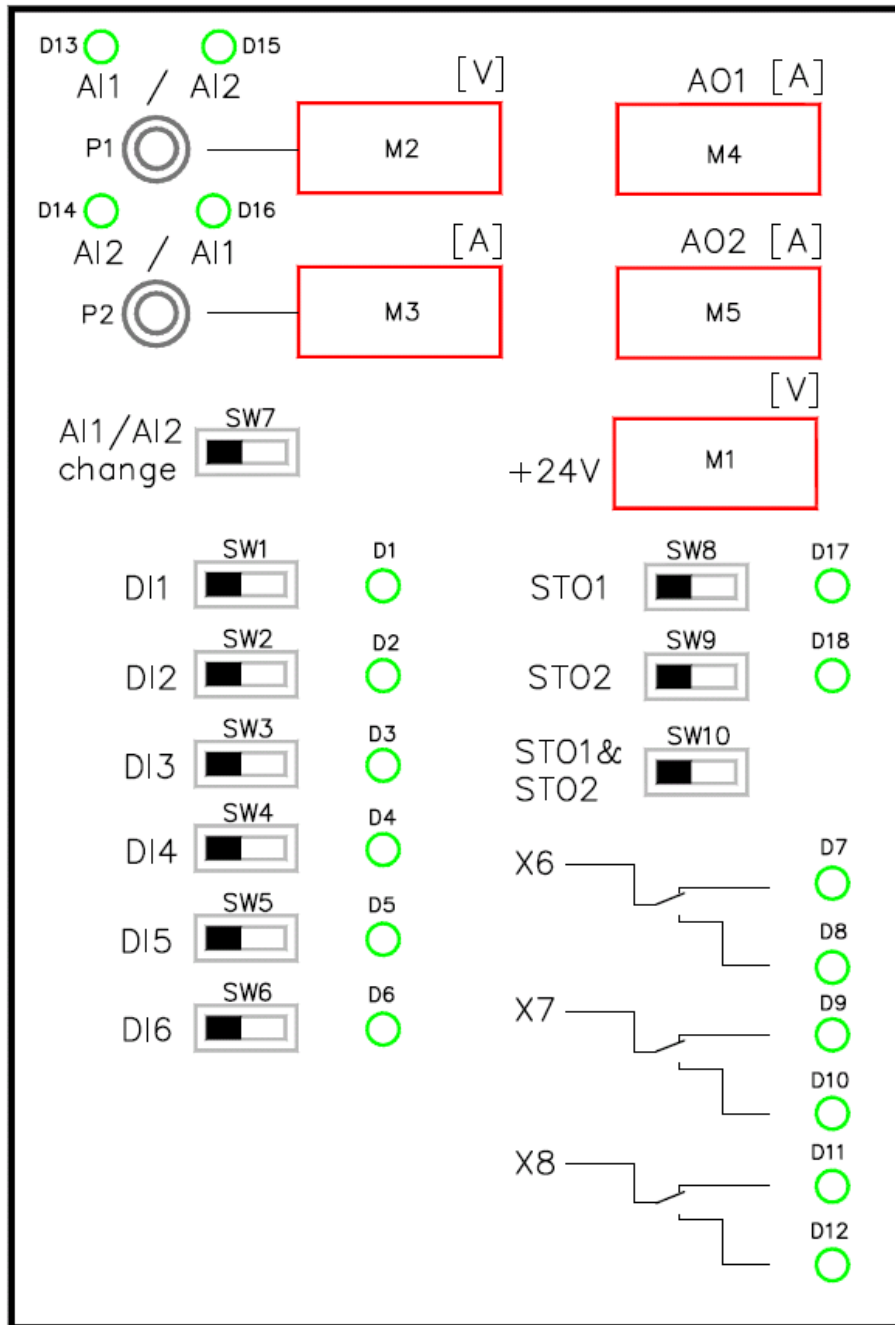 D13 D15
AI1 / AI2 [V] AO1 [A]
P1 M2 M4
D14 D16
AI2 / AI1 [A] AO2 [A]
P2 M3 M5
[V]
AI1/AI2 SW7
change
+24V M1
SW1 D1 SW8 D17
DI1 STO1
SW2 D2 SW9 D18
DI2 STO2
SW3 D3 SW10
DI3 STO1&
STO2
SW4 D4
DI4
X6 D7
SW5 D5
DI5 D8
SW6 D6
DI6
X7 D9
D10
X8 D11
D12